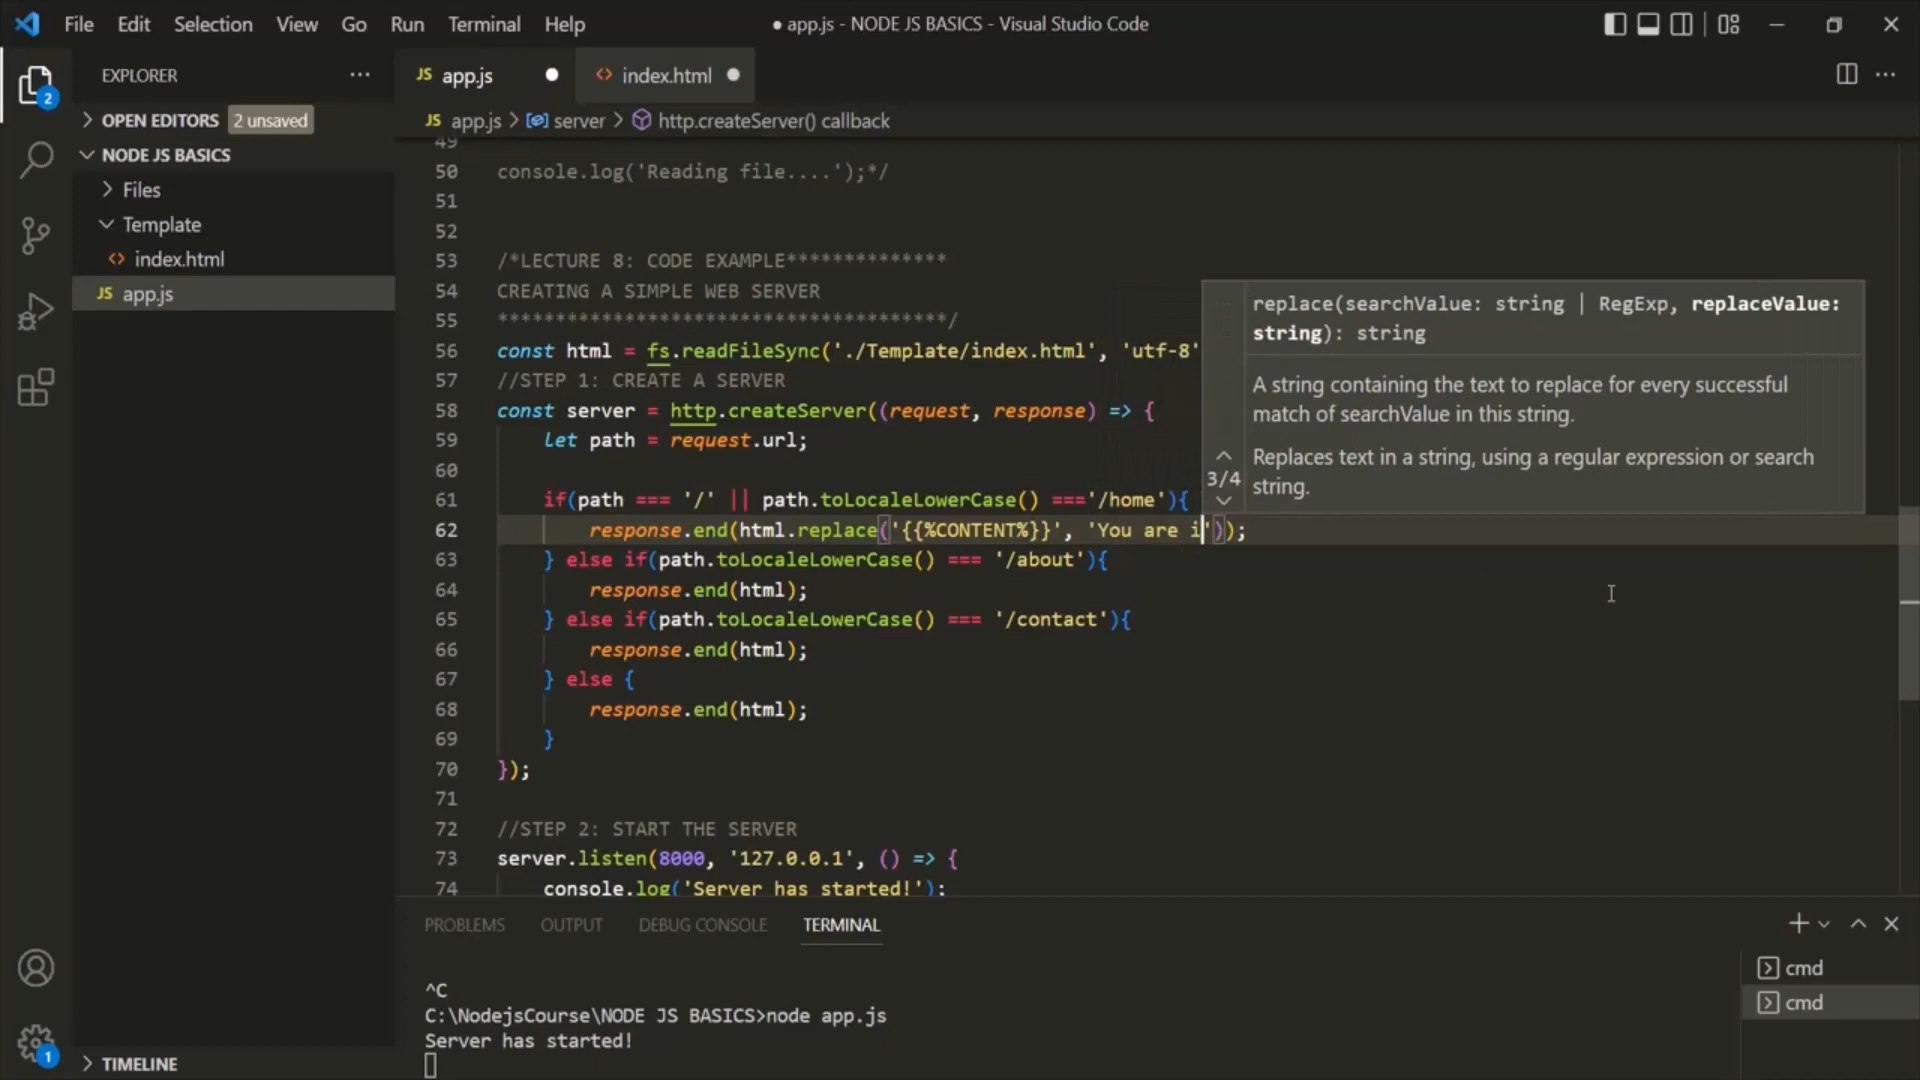 File Edit Selection View Go Run Terminal Help
● app.js - NODE JS BASICS - Visual Studio Code
EXPLORER
OPEN EDITORS 2 unsaved
NODE JS BASICS
Files
Template
index.html
JS app.js
TIMELINE
2
1
JS app.js
index.html
JS app.js > server > http.createServer() callback
49
50 console.log('Reading file....');*/
51
52
53 /*LECTURE 8: CODE EXAMPLE**************
54 CREATING A SIMPLE WEB SERVER
55 ***************************************/
56 const html = fs.readFileSync('./Template/index.html', 'utf-8'
57 //STEP 1: CREATE A SERVER
58 const server = http.createServer((request, response) => {
59 let path = request.url;
60
61 if(path === '/' || path.toLocaleLowerCase() ==='/home'){
62 response.end(html.replace('{{%CONTENT%}}', 'You are i'));
63 } else if(path.toLocaleLowerCase() === '/about'){
64 response.end(html);
65 } else if(path.toLocaleLowerCase() === '/contact'){
66 response.end(html);
67 } else {
68 response.end(html);
69 }
70 });
71
72 //STEP 2: START THE SERVER
73 server.listen(8000, '127.0.0.1', () => {
74 console.log('Server has started!');
replace(searchValue: string | RegExp, replaceValue:
string): string
A string containing the text to replace for every successful
match of searchValue in this string.
3/4
Replaces text in a string, using a regular expression or search
string.
PROBLEMS OUTPUT DEBUG CONSOLE TERMINAL
^C
C:\NodejsCourse\NODE JS BASICS>node app.js
Server has started!
cmd
cmd